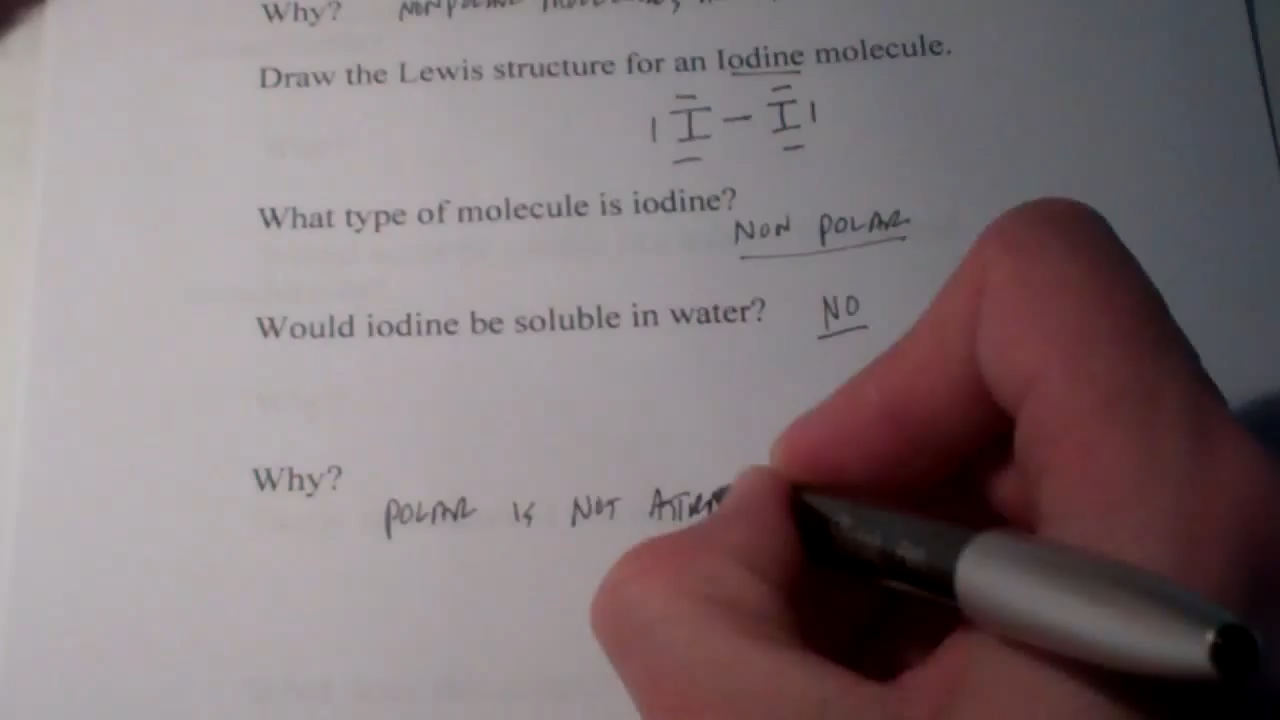 Why?
Draw the Lewis structure for an Iodine molecule.
| I – I |
What type of molecule is iodine?
NON POLAR
Would iodine be soluble in water? NO
Why?
POLAR IS NOT